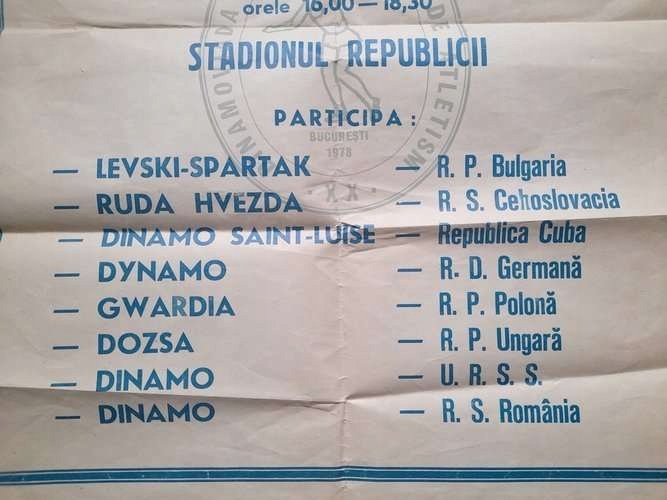 orele 16,00 — 18,30
STADIONUL REPUBLICII
PARTICIPA :
BUCUREȘTI
1978
XX
— LEVSKI-SPARTAK — R. P. Bulgaria
— RUDA HVEZDA — R. S. Cehoslovacia
— DINAMO SAINT-LUISE — Republica Cuba
— DYNAMO — R. D. Germană
— GWARDIA — R. P. Polonă
— DOZSA — R. P. Ungară
— DINAMO — U. R. S. S.
— DINAMO — R. S. România